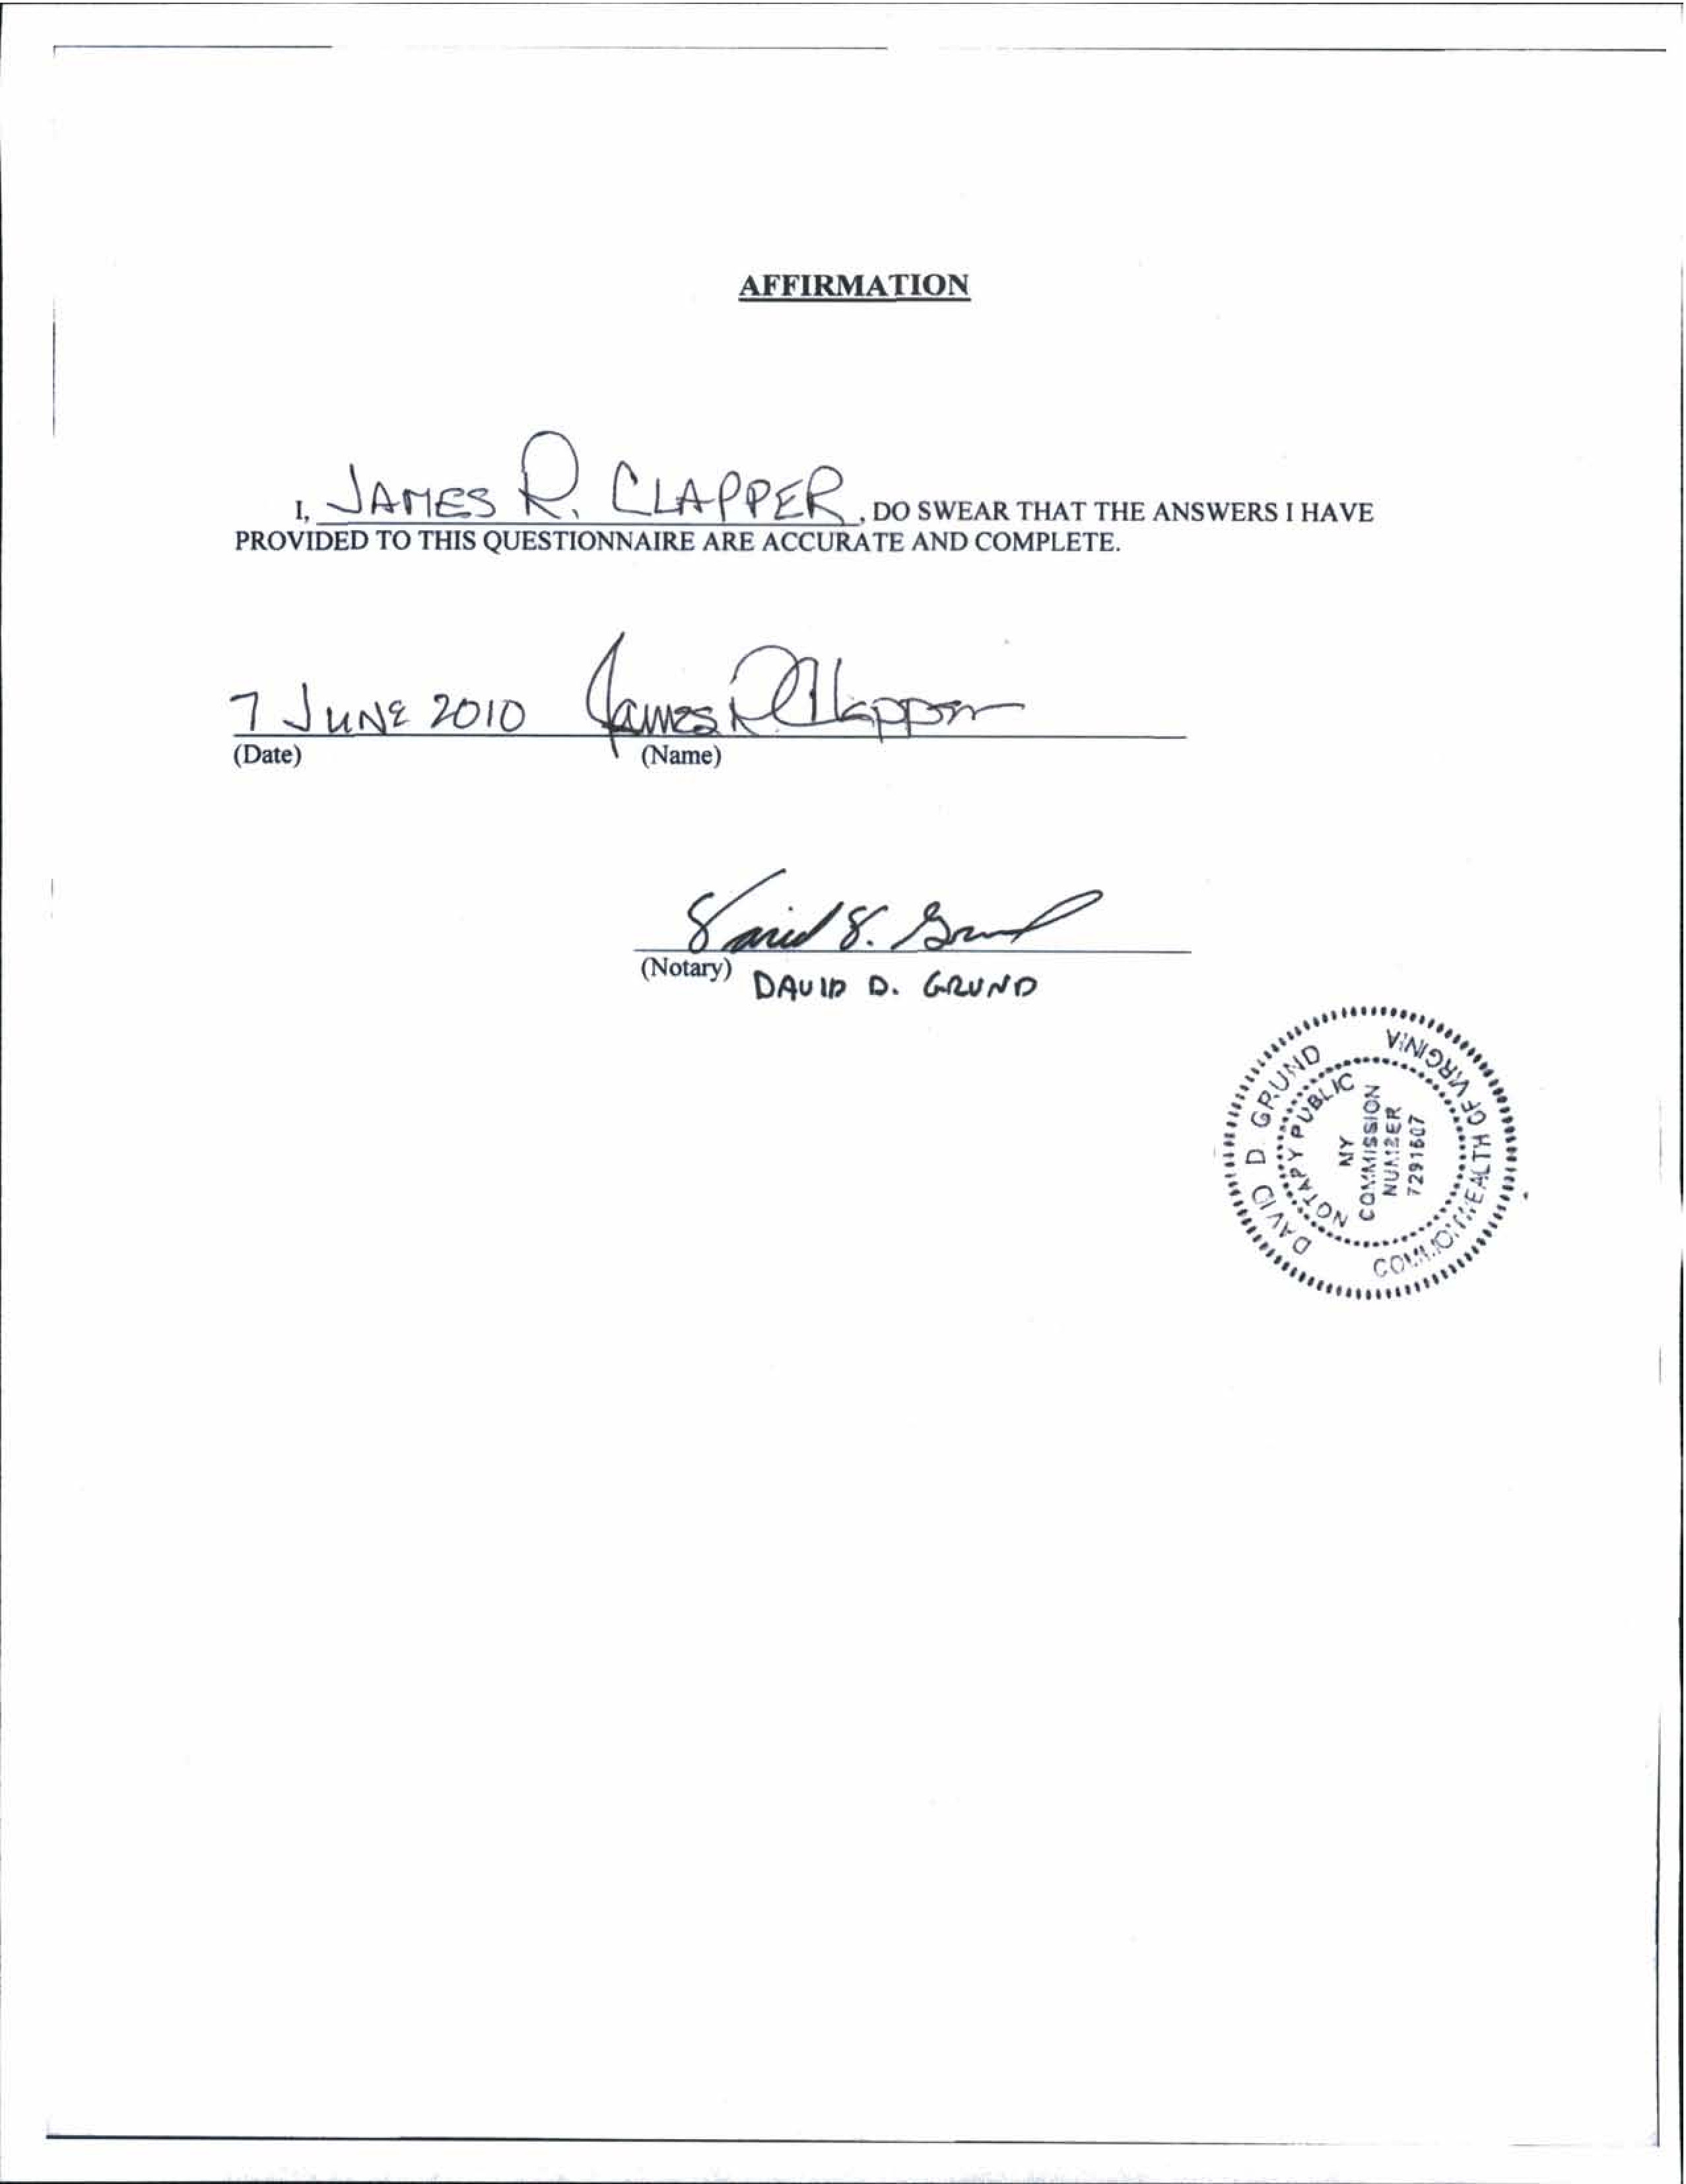 AFFIRMATION
I, JAMES R. CLAPPER, DO SWEAR THAT THE ANSWERS I HAVE
PROVIDED TO THIS QUESTIONNAIRE ARE ACCURATE AND COMPLETE.
7 JUNE 2010 James R Clapper
(Date) (Name)
David D. Grund
(Notary) DAVID D. GRUND
DAVID D. GRUND
NOTARY PUBLIC
MY
COMMISSION
NUMBER
7291607
COMMONWEALTH OF VIRGINIA